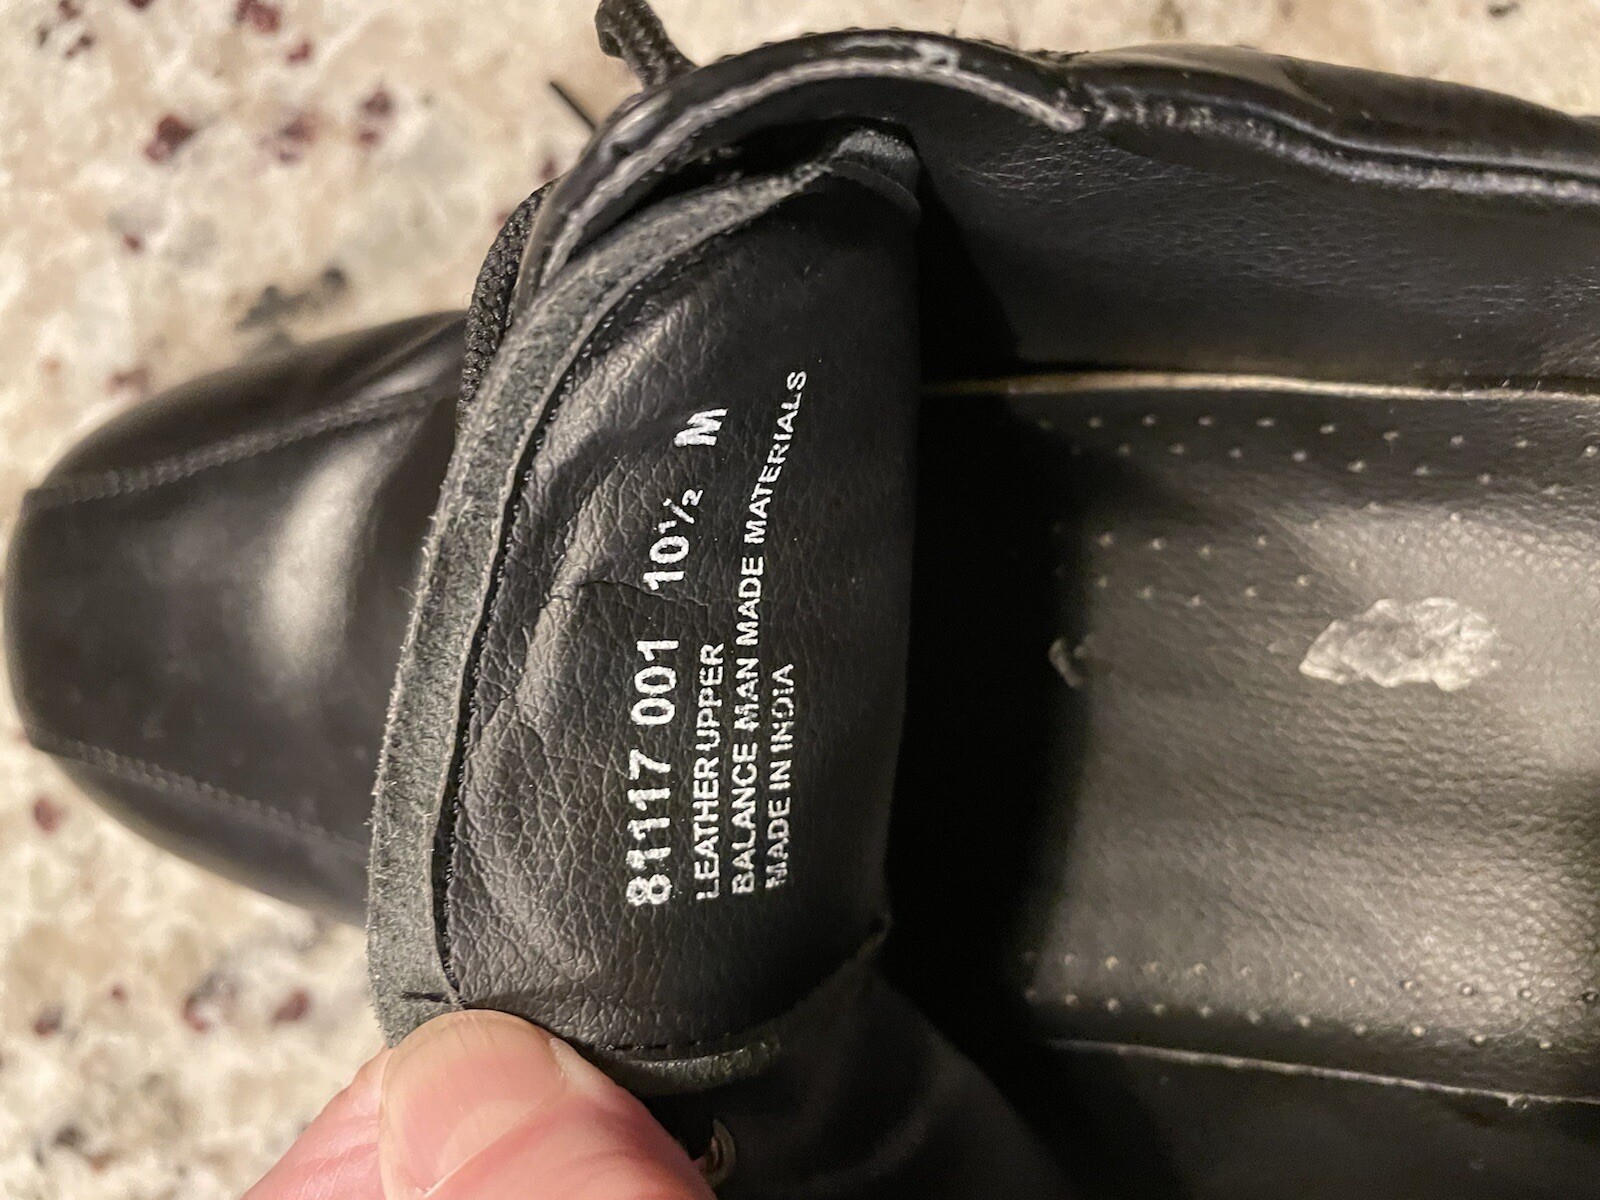 81117 001 10½ M
LEATHER UPPER
BALANCE MAN MADE MATERIALS
MADE IN INDIA